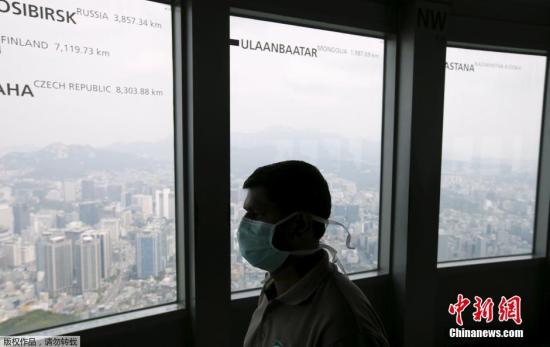 OSIBIRSK RUSSIA 3,857.34 km
FINLAND 7,119.73 km
AHA CZECH REPUBLIC 8,303.88 km
ULAANBAATAR MONGOLIA
ASTANA
NW
中新网
Chinanews.com
版权作品,请勿转载